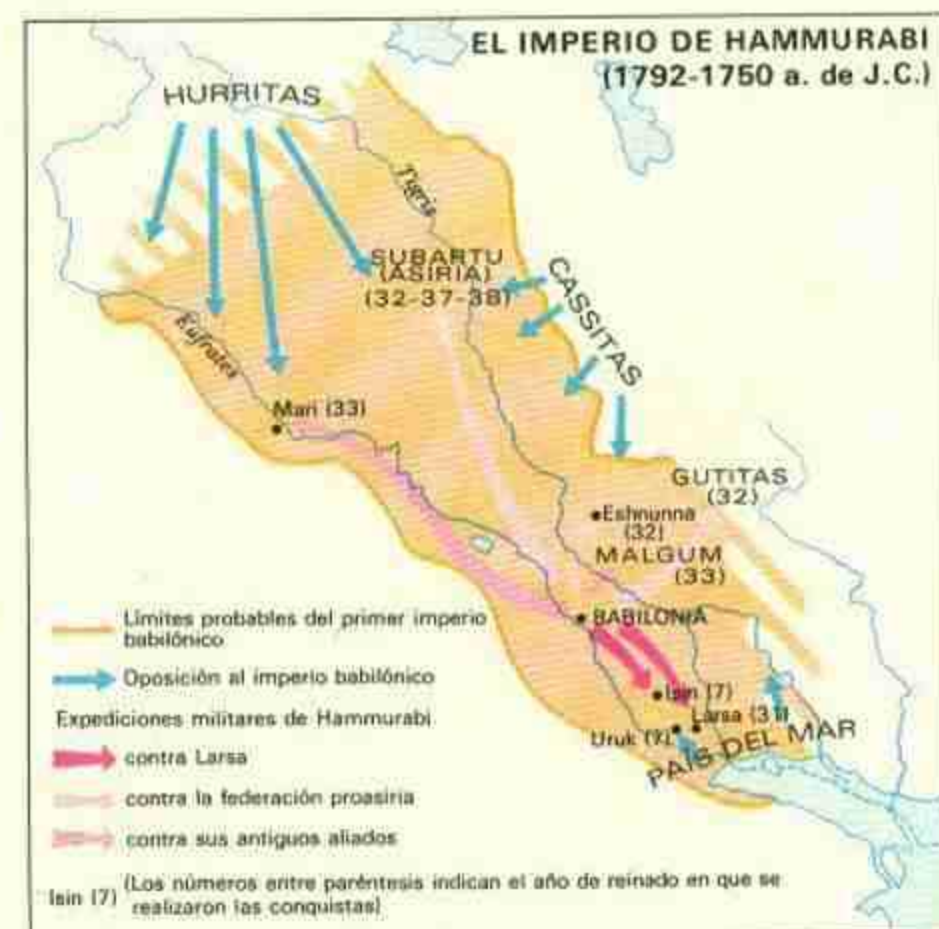 EL IMPERIO DE HAMMURABI
(1792-1750 a. de J.C.)
HURRITAS
Tigris
SUBARTU
(ASIRIA)
(32-37-38)
CASSITAS
Eufrates
Mari (33)
GUTITAS
(32)
Eshnunna
(32)
MALGUM
(33)
BABILONIA
Isin (7)
Larsa (31)
Uruk (7)
PAIS DEL MAR
Límites probables del primer imperio
babilónico
Oposición al imperio babilónico
Expediciones militares de Hammurabi
contra Larsa
contra la federación proasiria
contra sus antiguos aliados
Isin (7) (Los números entre paréntesis indican el año de reinado en que se
realizaron las conquistas)